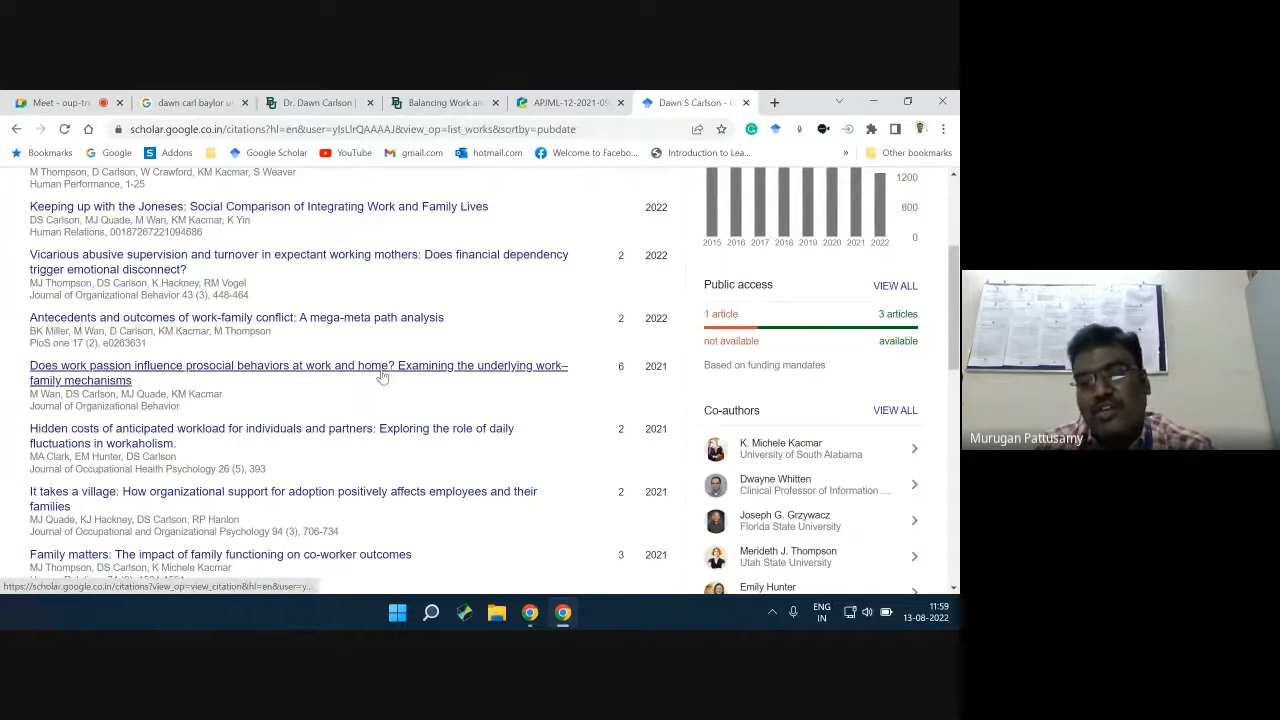 Meet - oup-tn
dawn carl baylor u
Dr. Dawn Carlson |
Balancing Work an
APJML-12-2021-09
Dawn S Carlson - G
scholar.google.co.in/citations?hl=en&user=yIsLlrQAAAAJ&view_op=list_works&sortby=pubdate
Bookmarks
Google
Addons
Google Scholar
YouTube
gmail.com
hotmail.com
Welcome to Facebo...
Introduction to Lea...
»
Other bookmarks
M Thompson, D Carlson, W Crawford, KM Kacmar, S Weaver
Human Performance, 1-25
Keeping up with the Joneses: Social Comparison of Integrating Work and Family Lives 2022
DS Carlson, MJ Quade, M Wan, KM Kacmar, K Yin
Human Relations, 00187267221094686
Vicarious abusive supervision and turnover in expectant working mothers: Does financial dependency 2 2022
trigger emotional disconnect?
MJ Thompson, DS Carlson, K Hackney, RM Vogel
Journal of Organizational Behavior 43 (3), 448-464
Antecedents and outcomes of work-family conflict: A mega-meta path analysis 2 2022
BK Miller, M Wan, D Carlson, KM Kacmar, M Thompson
PloS one 17 (2), e0263631
Does work passion influence prosocial behaviors at work and home? Examining the underlying work– 6 2021
family mechanisms
M Wan, DS Carlson, MJ Quade, KM Kacmar
Journal of Organizational Behavior
Hidden costs of anticipated workload for individuals and partners: Exploring the role of daily 2 2021
fluctuations in workaholism.
MA Clark, EM Hunter, DS Carlson
Journal of Occupational Health Psychology 26 (5), 393
It takes a village: How organizational support for adoption positively affects employees and their 2 2021
families
MJ Quade, KJ Hackney, DS Carlson, RP Hanlon
Journal of Occupational and Organizational Psychology 94 (3), 706-734
Family matters: The impact of family functioning on co-worker outcomes 3 2021
MJ Thompson, DS Carlson, K Michele Kacmar
https://scholar.google.co.in/citations?view_op=view_citation&hl=en&user=y...
1200
600
0
2015 2016 2017 2018 2019 2020 2021 2022
Public access VIEW ALL
1 article 3 articles
not available available
Based on funding mandates
Co-authors VIEW ALL
K. Michele Kacmar
University of South Alabama
Dwayne Whitten
Clinical Professor of Information ...
Joseph G. Grzywacz
Florida State University
Merideth J. Thompson
Utah State University
Emily Hunter
ENG
IN
11:59
13-08-2022
Murugan Pattusamy